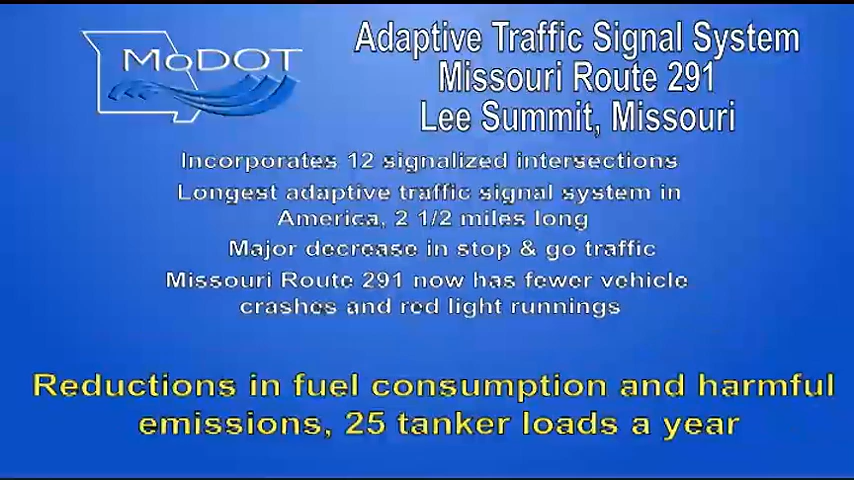 MoDOT
Adaptive Traffic Signal System
Missouri Route 291
Lee Summit, Missouri
Incorporates 12 signalized intersections
Longest adaptive traffic signal system in
America, 2 1/2 miles long
Major decrease in stop & go traffic
Missouri Route 291 now has fewer vehicle
crashes and red light runnings
Reductions in fuel consumption and harmful
emissions, 25 tanker loads a year